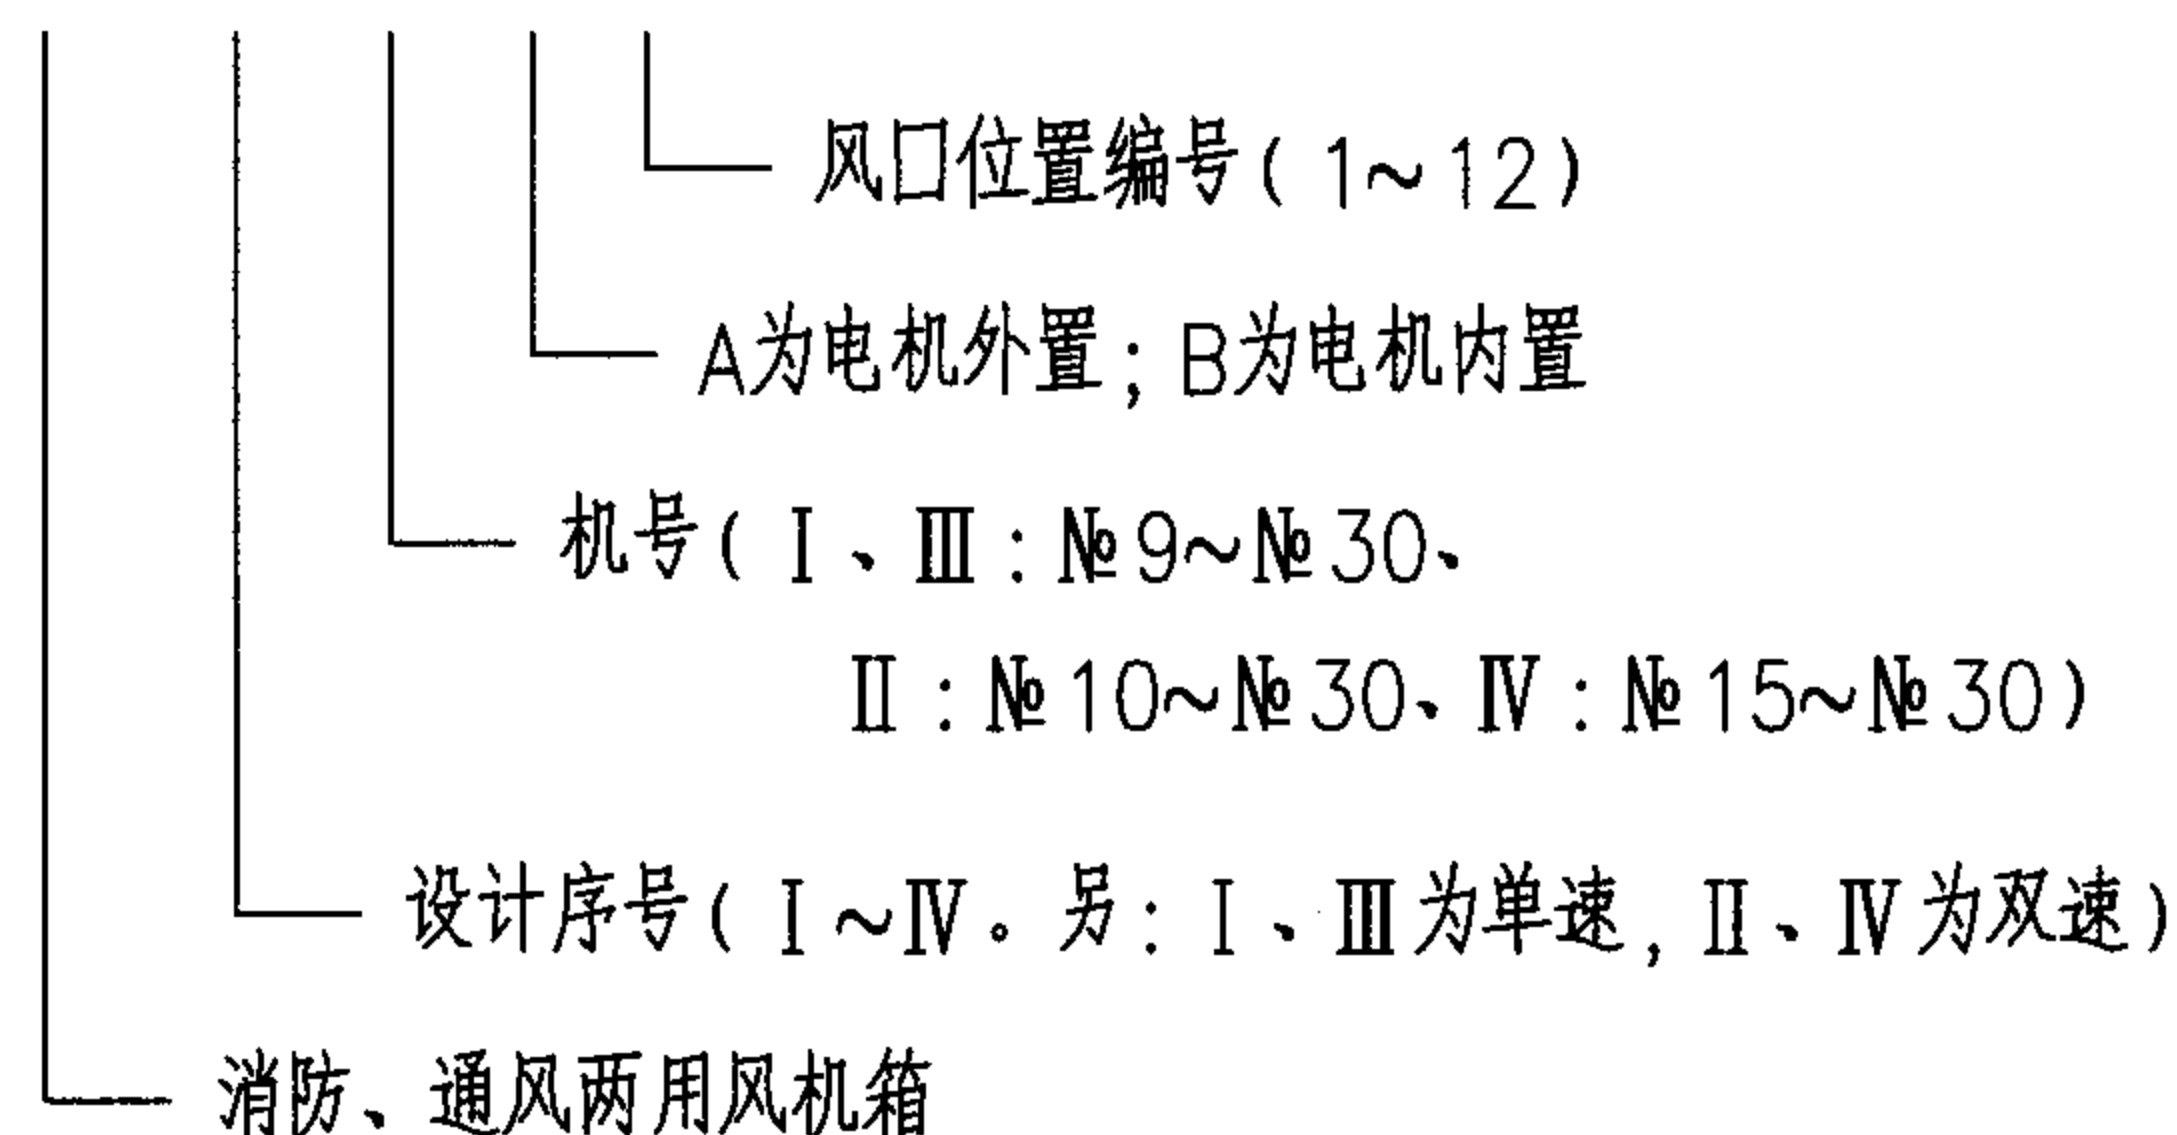 风口位置编号(1~12)
A为电机外置;B为电机内置
机号(Ⅰ、Ⅲ:№9~№30、
Ⅱ:№10~№30、Ⅳ:№15~№30)
设计序号(Ⅰ~Ⅳ。另:Ⅰ、Ⅲ为单速,Ⅱ、Ⅳ为双速)
消防、通风两用风机箱